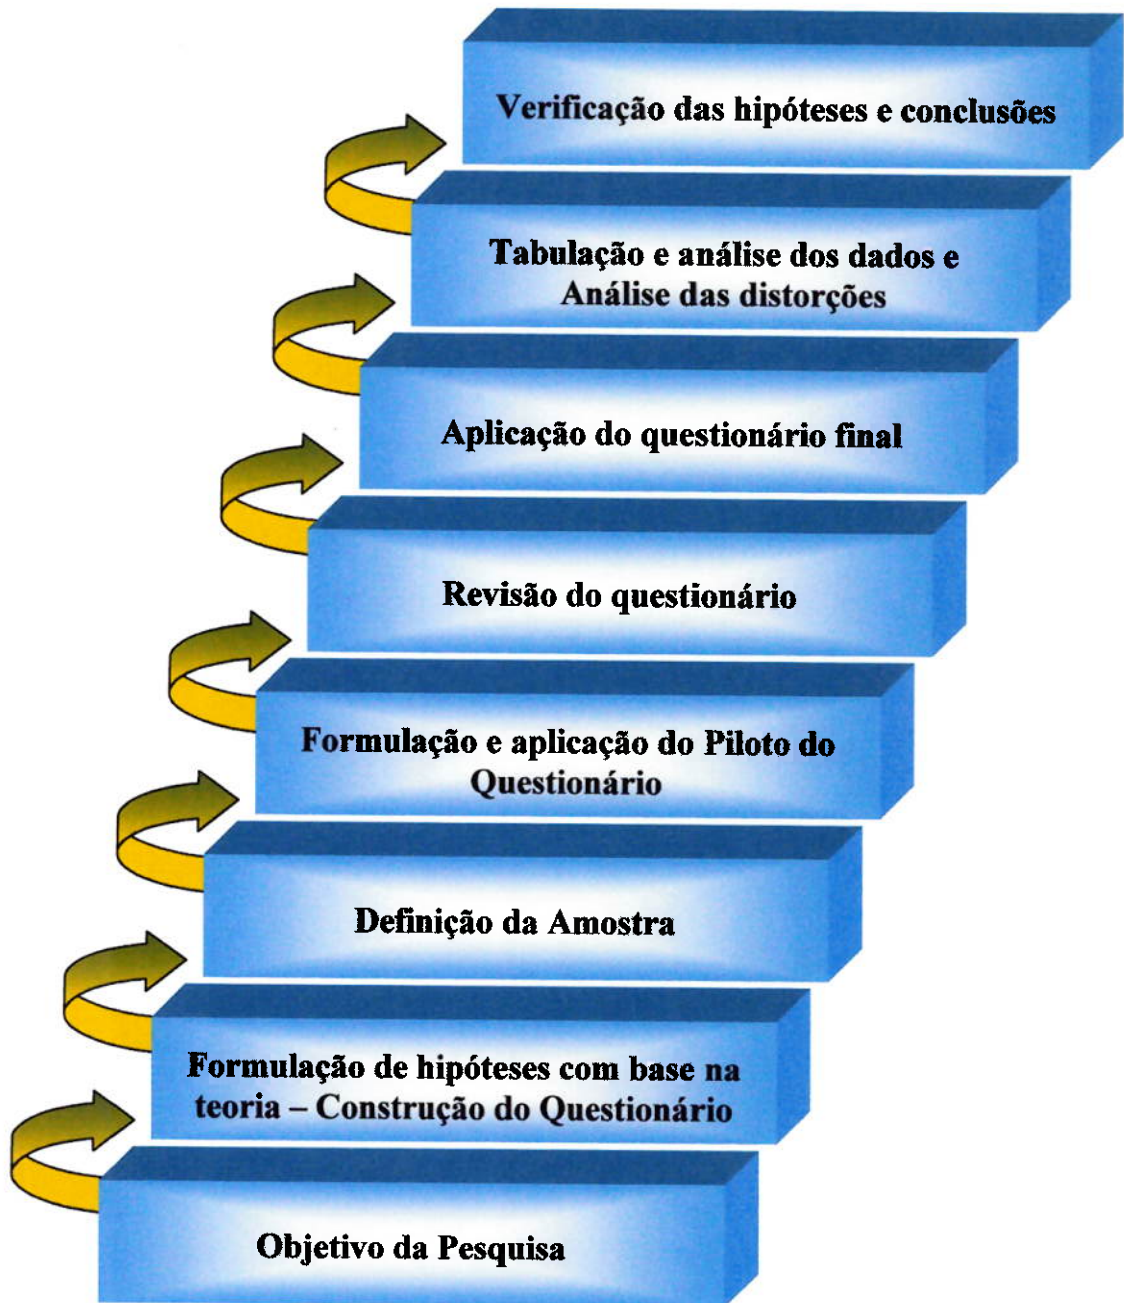 Verificação das hipóteses e conclusões
Tabulação e análise dos dados e
Análise das distorções
Aplicação do questionário final
Revisão do questionário
Formulação e aplicação do Piloto do
Questionário
Definição da Amostra
Formulação de hipóteses com base na
teoria – Construção do Questionário
Objetivo da Pesquisa